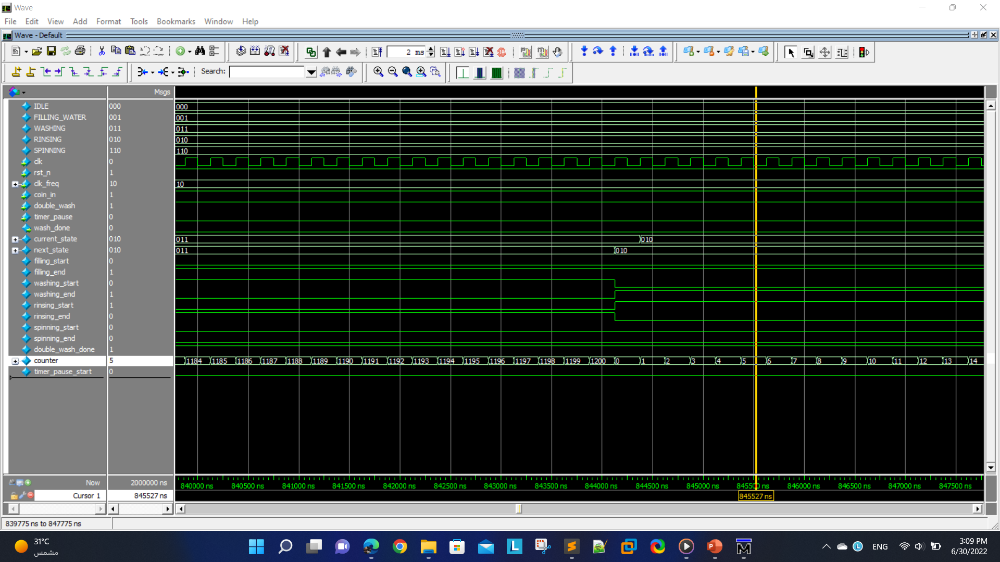 Wave
File Edit View Add Format Tools Bookmarks Window Help
Wave - Default
2 ms
Search:
Msgs
IDLE 000 000
FILLING_WATER 001 001
WASHING 011 011
RINSING 010 010
SPINNING 110 110
clk 0
rst_n 1
clk_freq 10 10
coin_in 1
double_wash 1
timer_pause 0
wash_done 0
current_state 010 011 010
next_state 010 011 010
filling_start 0
filling_end 1
washing_start 0
washing_end 1
rinsing_start 1
rinsing_end 0
spinning_start 0
spinning_end 0
double_wash_done 1
counter 5 1184 1185 1186 1187 1188 1189 1190 1191 1192 1193 1194 1195 1196 1197 1198 1199 1200 0 1 2 3 4 5 6 7 8 9 10 11 12 13 14
timer_pause_start 0
Now 2000000 ns 840000 ns 840500 ns 841000 ns 841500 ns 842000 ns 842500 ns 843000 ns 843500 ns 844000 ns 844500 ns 845000 ns 845500 ns 846000 ns 846500 ns 847000 ns 847500 ns
Cursor 1 845527 ns 845527 ns
839775 ns to 847775 ns
31°C
مشمس
ENG
3:09 PM
6/30/2022